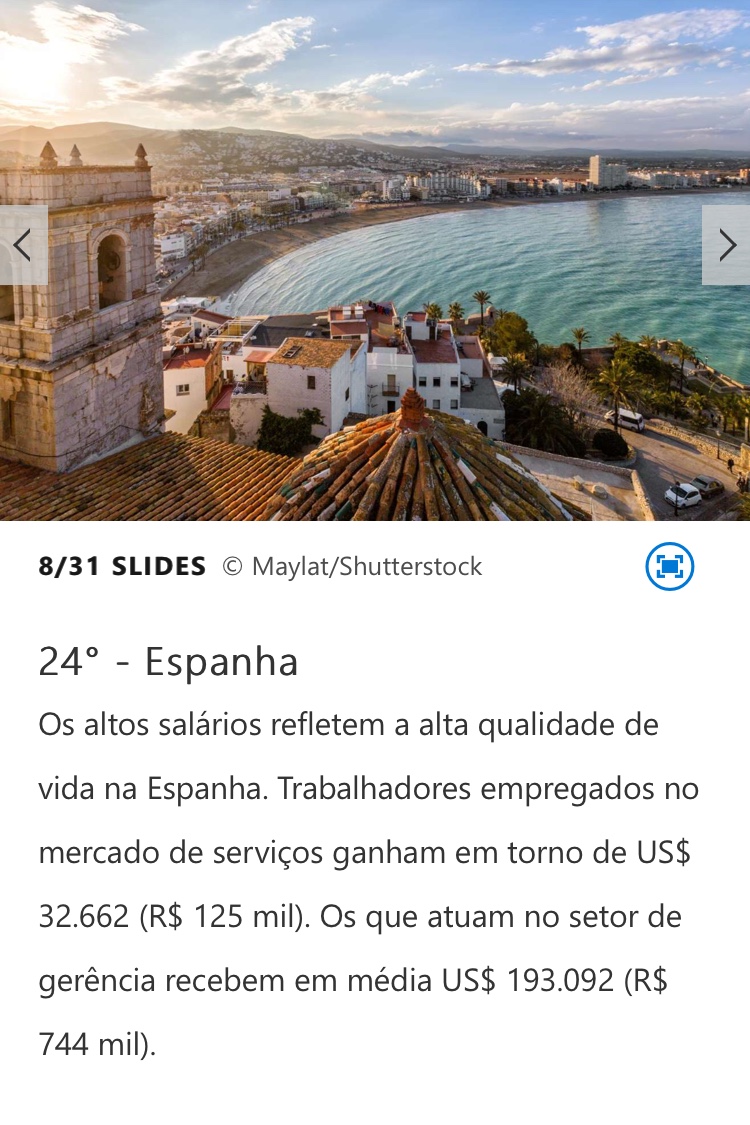 8/31 SLIDES © Maylat/Shutterstock
24° - Espanha
Os altos salários refletem a alta qualidade de
vida na Espanha. Trabalhadores empregados no
mercado de serviços ganham em torno de US$
32.662 (R$ 125 mil). Os que atuam no setor de
gerência recebem em média US$ 193.092 (R$
744 mil).